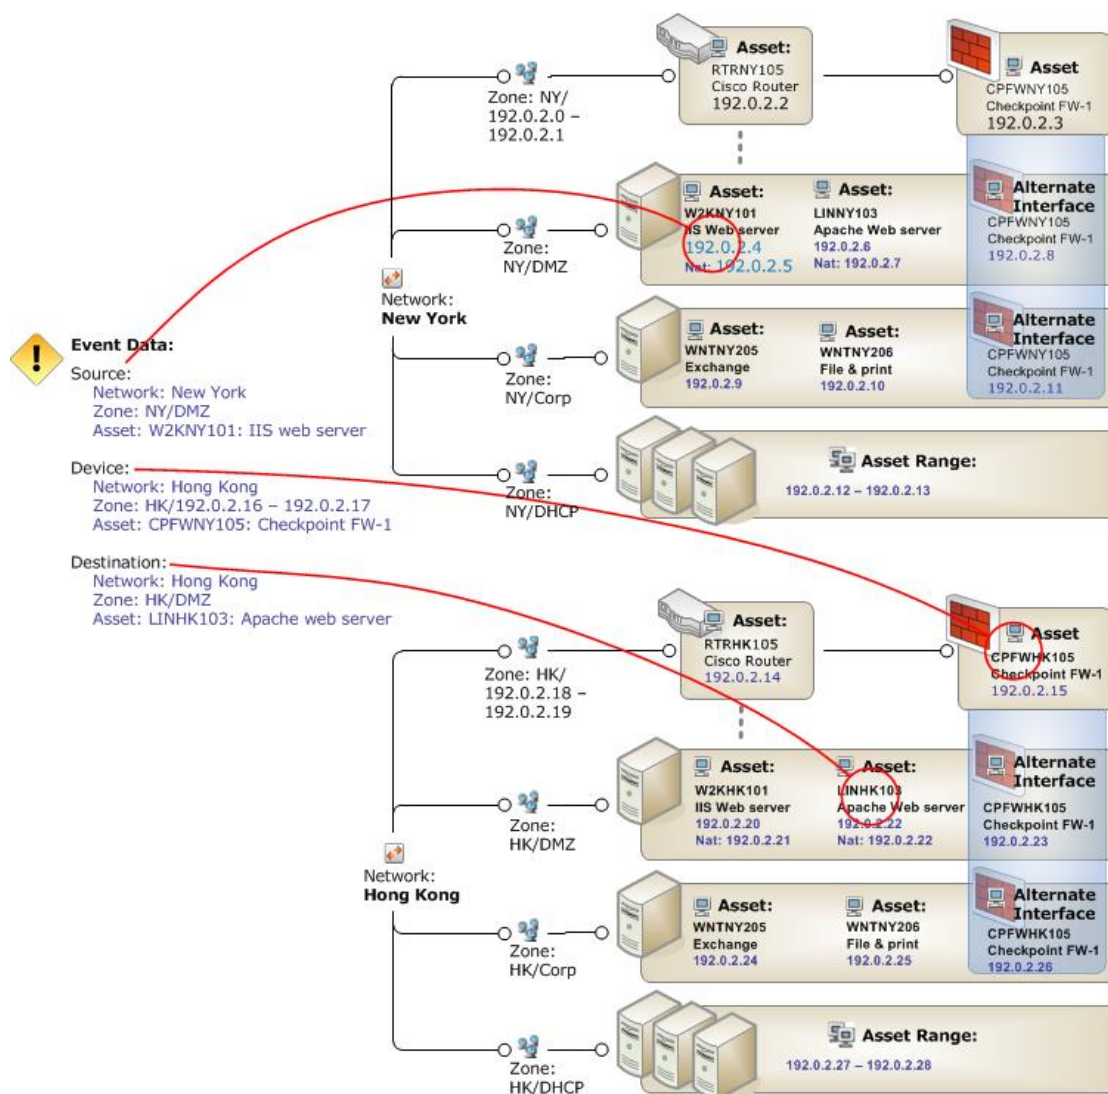 Asset:
RTRNY105
Cisco Router
192.0.2.2
Asset
CPFWNY105
Checkpoint FW-1
192.0.2.3
Zone: NY/
192.0.2.0 –
192.0.2.1
Asset:
W2KNY101
IIS Web server
192.0.2.4
Nat: 192.0.2.5
Asset:
LINNY103
Apache Web server
192.0.2.6
Nat: 192.0.2.7
Alternate
Interface
CPFWNY105
Checkpoint FW-1
192.0.2.8
Zone:
NY/DMZ
Network:
New York
Asset:
WNTNY205
Exchange
192.0.2.9
Asset:
WNTNY206
File & print
192.0.2.10
Alternate
Interface
CPFWNY105
Checkpoint FW-1
192.0.2.11
Zone:
NY/Corp
Asset Range:
192.0.2.12 – 192.0.2.13
Zone:
NY/DHCP
Event Data:
Source:
Network: New York
Zone: NY/DMZ
Asset: W2KNY101: IIS web server
Device:
Network: Hong Kong
Zone: HK/192.0.2.16 – 192.0.2.17
Asset: CPFWNY105: Checkpoint FW-1
Destination:
Network: Hong Kong
Zone: HK/DMZ
Asset: LINHK103: Apache web server
Asset:
RTRHK105
Cisco Router
192.0.2.14
Asset
CPFWHK105
Checkpoint FW-1
192.0.2.15
Zone: HK/
192.0.2.18 –
192.0.2.19
Asset:
W2KHK101
IIS Web server
192.0.2.20
Nat: 192.0.2.21
Asset:
LINHK103
Apache Web server
192.0.2.22
Nat: 192.0.2.22
Alternate
Interface
CPFWHK105
Checkpoint FW-1
192.0.2.23
Zone:
HK/DMZ
Network:
Hong Kong
Asset:
WNTNY205
Exchange
192.0.2.24
Asset:
WNTNY206
File & print
192.0.2.25
Alternate
Interface
CPFWHK105
Checkpoint FW-1
192.0.2.26
Zone:
HK/Corp
Asset Range:
192.0.2.27 – 192.0.2.28
Zone:
HK/DHCP